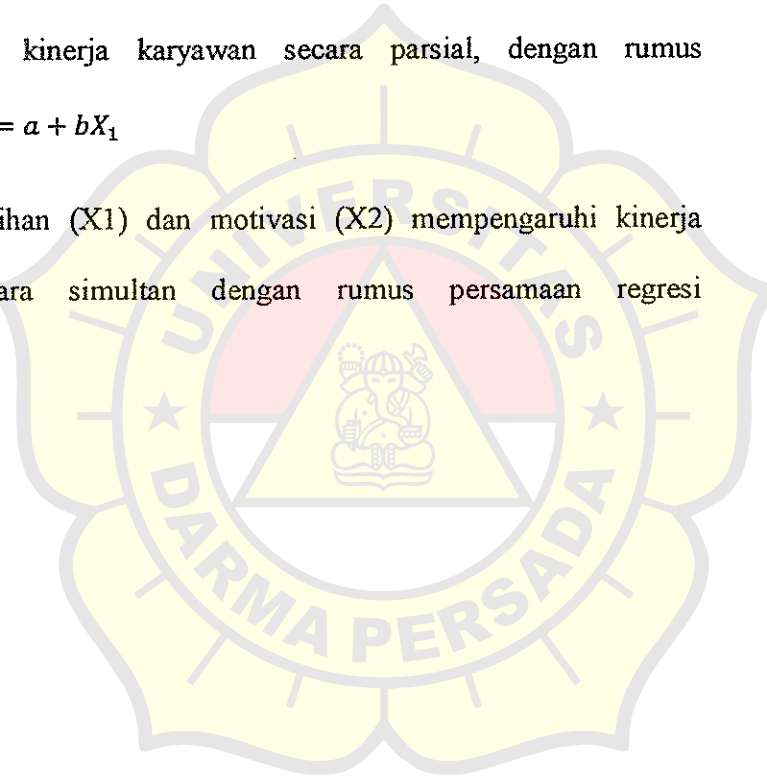 kinerja karyawan secara parsial, dengan rumus
= a + bX₁
ihan (X1) dan motivasi (X2) mempengaruhi kinerja
ara simultan dengan rumus persamaan regresi
UNIVERSITAS
DARMA PERSADA